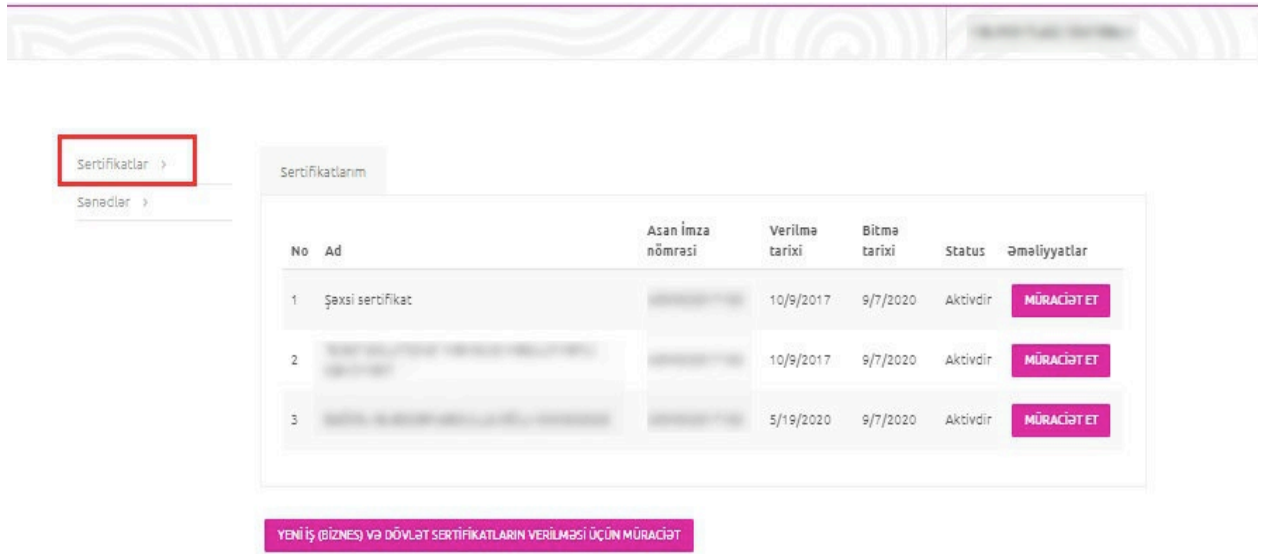 Sertifikatlar >
Sənədlər >
Sertifikatlarım
No Ad Asan İmza nömrəsi Verilmə tarixi Bitmə tarixi Status Əməliyyatlar
1 Şəxsi sertifikat 10/9/2017 9/7/2020 Aktivdir MÜRACİƏT ET
2 10/9/2017 9/7/2020 Aktivdir MÜRACİƏT ET
3 5/19/2020 9/7/2020 Aktivdir MÜRACİƏT ET
YENİ İŞ (BİZNES) VƏ DÖVLƏT SERTİFİKATLARIN VERİLMƏSİ ÜÇÜN MÜRACİƏT